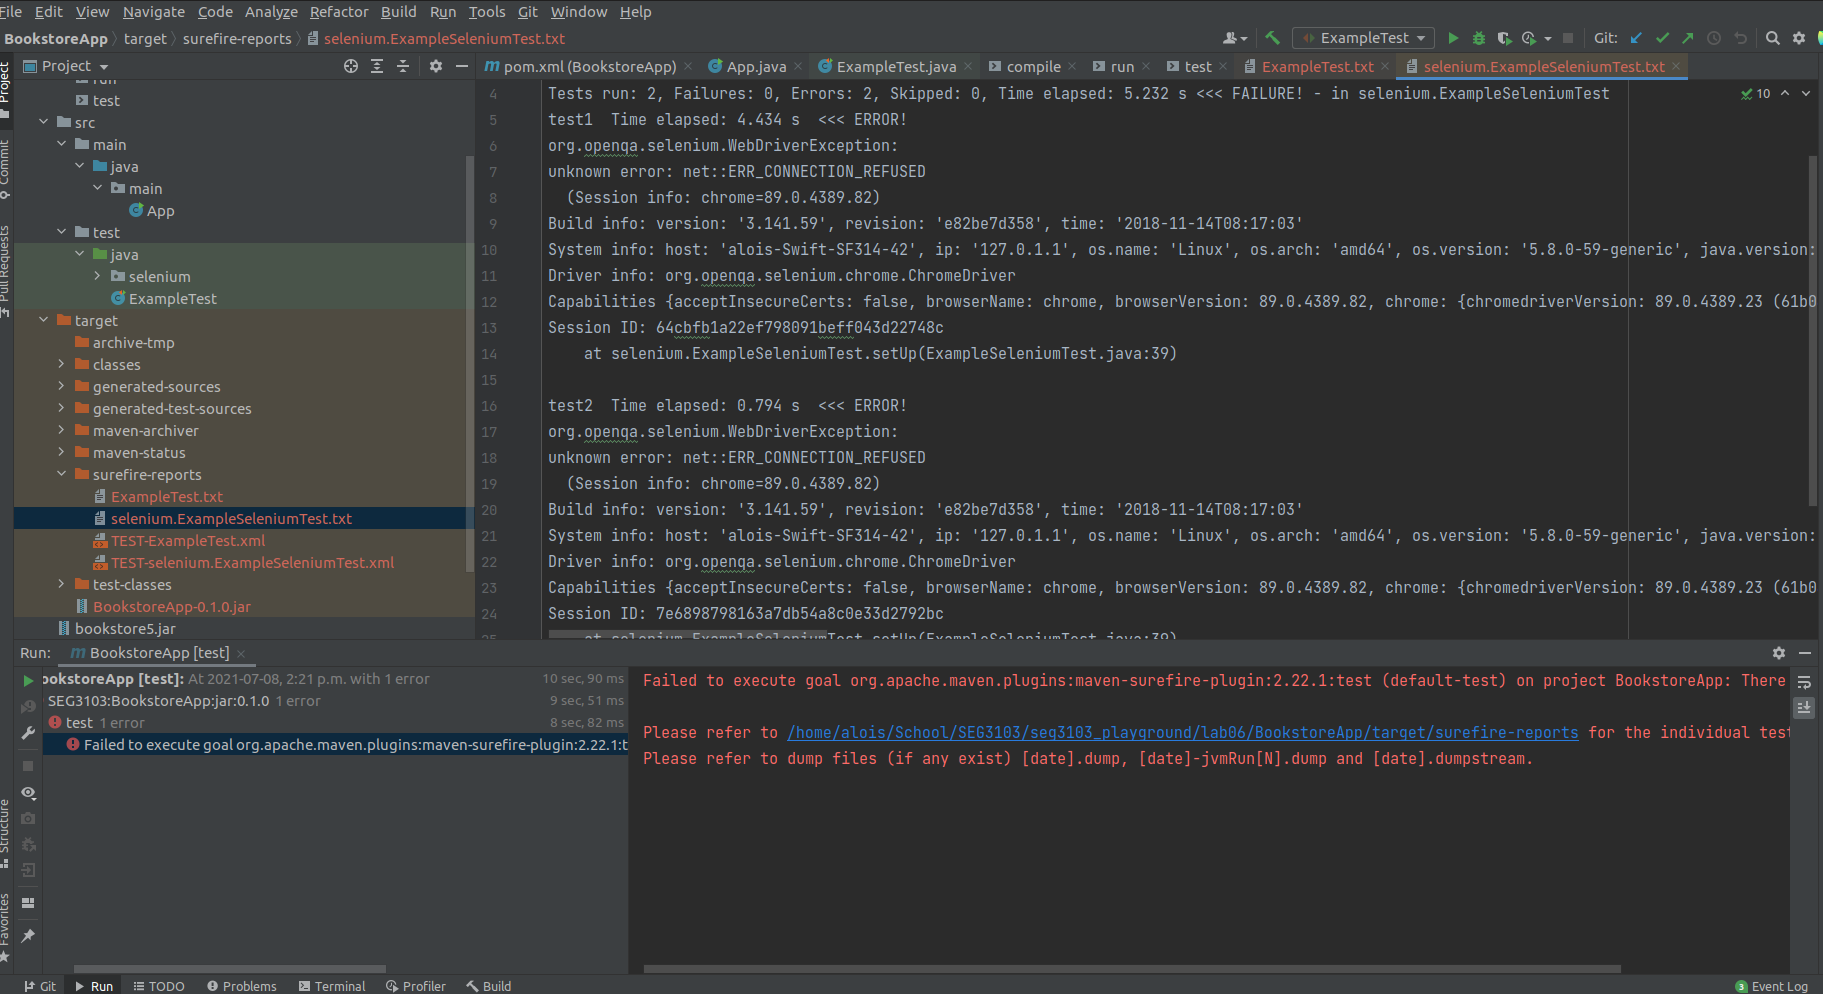 File Edit View Navigate Code Analyze Refactor Build Run Tools Git Window Help
BookstoreApp target surefire-reports selenium.ExampleSeleniumTest.txt
ExampleTest Git:
Project
pom.xml (BookstoreApp) App.java ExampleTest.java compile run test ExampleTest.txt selenium.ExampleSeleniumTest.txt
Project
Commit
Pull Requests
Structure
Favorites
run
test
src
main
java
main
App
test
java
selenium
ExampleTest
target
archive-tmp
classes
generated-sources
generated-test-sources
maven-archiver
maven-status
surefire-reports
ExampleTest.txt
selenium.ExampleSeleniumTest.txt
TEST-ExampleTest.xml
TEST-selenium.ExampleSeleniumTest.xml
test-classes
BookstoreApp-0.1.0.jar
bookstore5.jar
10
4 Tests run: 2, Failures: 0, Errors: 2, Skipped: 0, Time elapsed: 5.232 s <<< FAILURE! - in selenium.ExampleSeleniumTest
5 test1  Time elapsed: 4.434 s  <<< ERROR!
6 org.openqa.selenium.WebDriverException:
7 unknown error: net::ERR_CONNECTION_REFUSED
8 (Session info: chrome=89.0.4389.82)
9 Build info: version: '3.141.59', revision: 'e82be7d358', time: '2018-11-14T08:17:03'
10 System info: host: 'alois-Swift-SF314-42', ip: '127.0.1.1', os.name: 'Linux', os.arch: 'amd64', os.version: '5.8.0-59-generic', java.version:
11 Driver info: org.openqa.selenium.chrome.ChromeDriver
12 Capabilities {acceptInsecureCerts: false, browserName: chrome, browserVersion: 89.0.4389.82, chrome: {chromedriverVersion: 89.0.4389.23 (61b0
13 Session ID: 64cbfb1a22ef798091beff043d22748c
14 at selenium.ExampleSeleniumTest.setUp(ExampleSeleniumTest.java:39)
15
16 test2  Time elapsed: 0.794 s  <<< ERROR!
17 org.openqa.selenium.WebDriverException:
18 unknown error: net::ERR_CONNECTION_REFUSED
19 (Session info: chrome=89.0.4389.82)
20 Build info: version: '3.141.59', revision: 'e82be7d358', time: '2018-11-14T08:17:03'
21 System info: host: 'alois-Swift-SF314-42', ip: '127.0.1.1', os.name: 'Linux', os.arch: 'amd64', os.version: '5.8.0-59-generic', java.version:
22 Driver info: org.openqa.selenium.chrome.ChromeDriver
23 Capabilities {acceptInsecureCerts: false, browserName: chrome, browserVersion: 89.0.4389.82, chrome: {chromedriverVersion: 89.0.4389.23 (61b0
24 Session ID: 7e6898798163a7db54a8c0e33d2792bc
25 at selenium.ExampleSeleniumTest.setUp(ExampleSeleniumTest.java:39)
Run: BookstoreApp [test]
ookstoreApp [test]: At 2021-07-08, 2:21 p.m. with 1 error 10 sec, 90 ms
SEG3103:BookstoreApp:jar:0.1.0 1 error 9 sec, 51 ms
test 1 error 8 sec, 82 ms
Failed to execute goal org.apache.maven.plugins:maven-surefire-plugin:2.22.1:t
Failed to execute goal org.apache.maven.plugins:maven-surefire-plugin:2.22.1:test (default-test) on project BookstoreApp: There
Please refer to /home/alois/School/SEG3103/seg3103_playground/lab06/BookstoreApp/target/surefire-reports for the individual test
Please refer to dump files (if any exist) [date].dump, [date]-jvmRun[N].dump and [date].dumpstream.
Git Run TODO Problems Terminal Profiler Build 3 Event Log